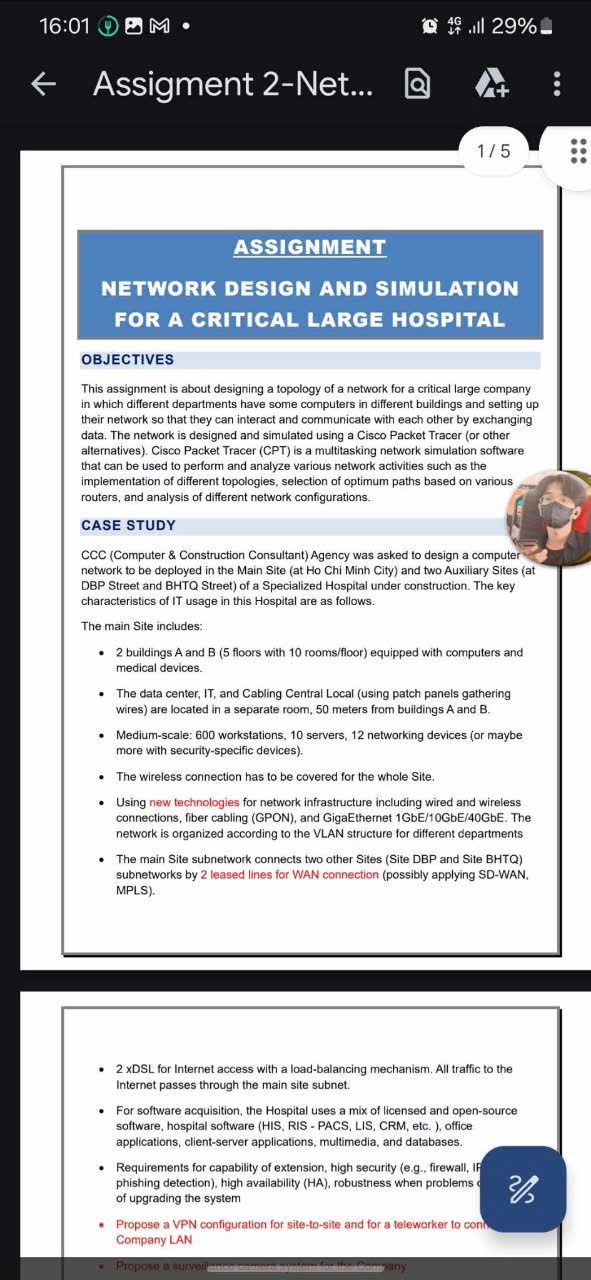 16:01
4G
29%
Assigment 2-Net...
1 / 5
ASSIGNMENT
NETWORK DESIGN AND SIMULATION
FOR A CRITICAL LARGE HOSPITAL
OBJECTIVES
This assignment is about designing a topology of a network for a critical large company
in which different departments have some computers in different buildings and setting up
their network so that they can interact and communicate with each other by exchanging
data. The network is designed and simulated using a Cisco Packet Tracer (or other
alternatives). Cisco Packet Tracer (CPT) is a multitasking network simulation software
that can be used to perform and analyze various network activities such as the
implementation of different topologies, selection of optimum paths based on various
routers, and analysis of different network configurations.
CASE STUDY
CCC (Computer & Construction Consultant) Agency was asked to design a computer
network to be deployed in the Main Site (at Ho Chi Minh City) and two Auxiliary Sites (at
DBP Street and BHTQ Street) of a Specialized Hospital under construction. The key
characteristics of IT usage in this Hospital are as follows.
The main Site includes:
• 2 buildings A and B (5 floors with 10 rooms/floor) equipped with computers and
medical devices.
• The data center, IT, and Cabling Central Local (using patch panels gathering
wires) are located in a separate room, 50 meters from buildings A and B.
• Medium-scale: 600 workstations, 10 servers, 12 networking devices (or maybe
more with security-specific devices).
• The wireless connection has to be covered for the whole Site.
• Using new technologies for network infrastructure including wired and wireless
connections, fiber cabling (GPON), and GigaEthernet 1GbE/10GbE/40GbE. The
network is organized according to the VLAN structure for different departments
• The main Site subnetwork connects two other Sites (Site DBP and Site BHTQ)
subnetworks by 2 leased lines for WAN connection (possibly applying SD-WAN,
MPLS).
• 2 xDSL for Internet access with a load-balancing mechanism. All traffic to the
Internet passes through the main site subnet.
• For software acquisition, the Hospital uses a mix of licensed and open-source
software, hospital software (HIS, RIS - PACS, LIS, CRM, etc. ), office
applications, client-server applications, multimedia, and databases.
• Requirements for capability of extension, high security (e.g., firewall,
phishing detection), high availability (HA), robustness when problems
of upgrading the system
• Propose a VPN configuration for site-to-site and for a teleworker to
Company LAN
• Propose a surveillance camera system for the Company